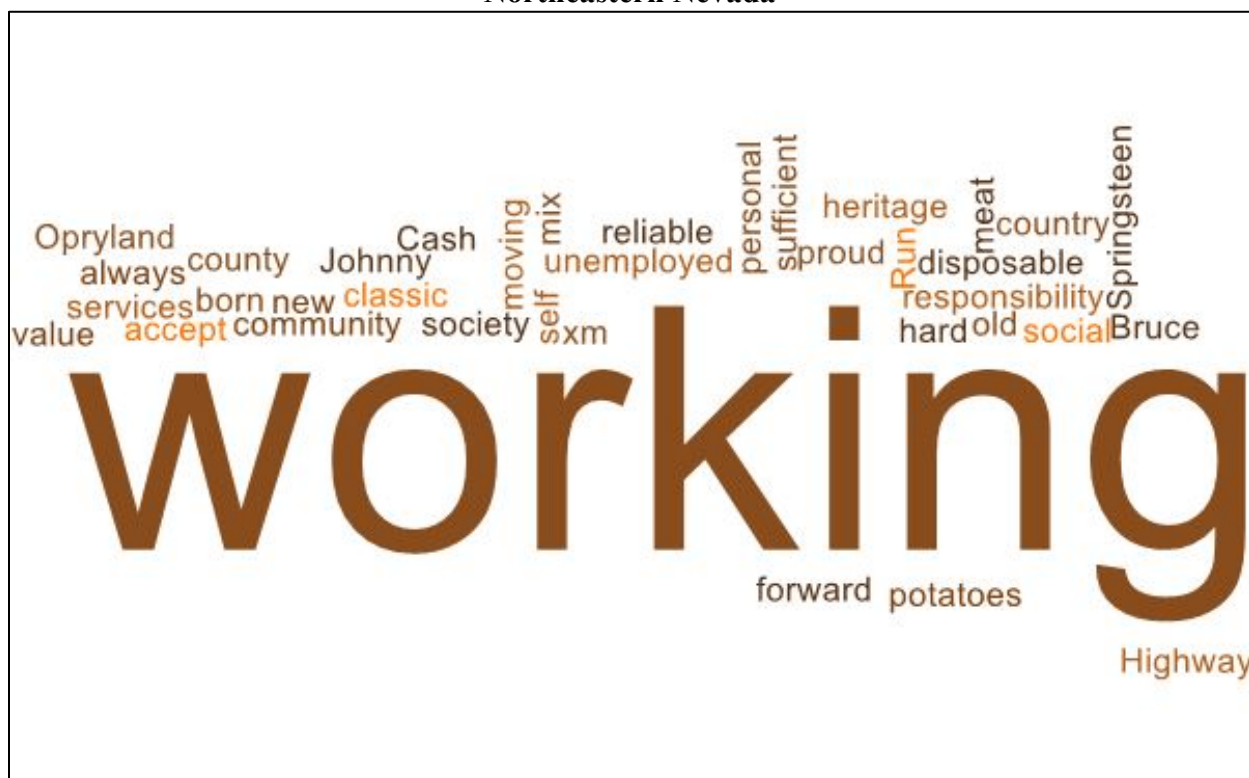 Northeastern Nevada
Opryland
always
county
services
born
new
value
accept
community
Johnny
Cash
classic
society
moving
mix
self
xm
reliable
unemployed
personal
sufficient
proud
heritage
Run
meat
country
disposable
responsibility
hard
old
social
Springsteen
Bruce
working
forward
potatoes
Highway